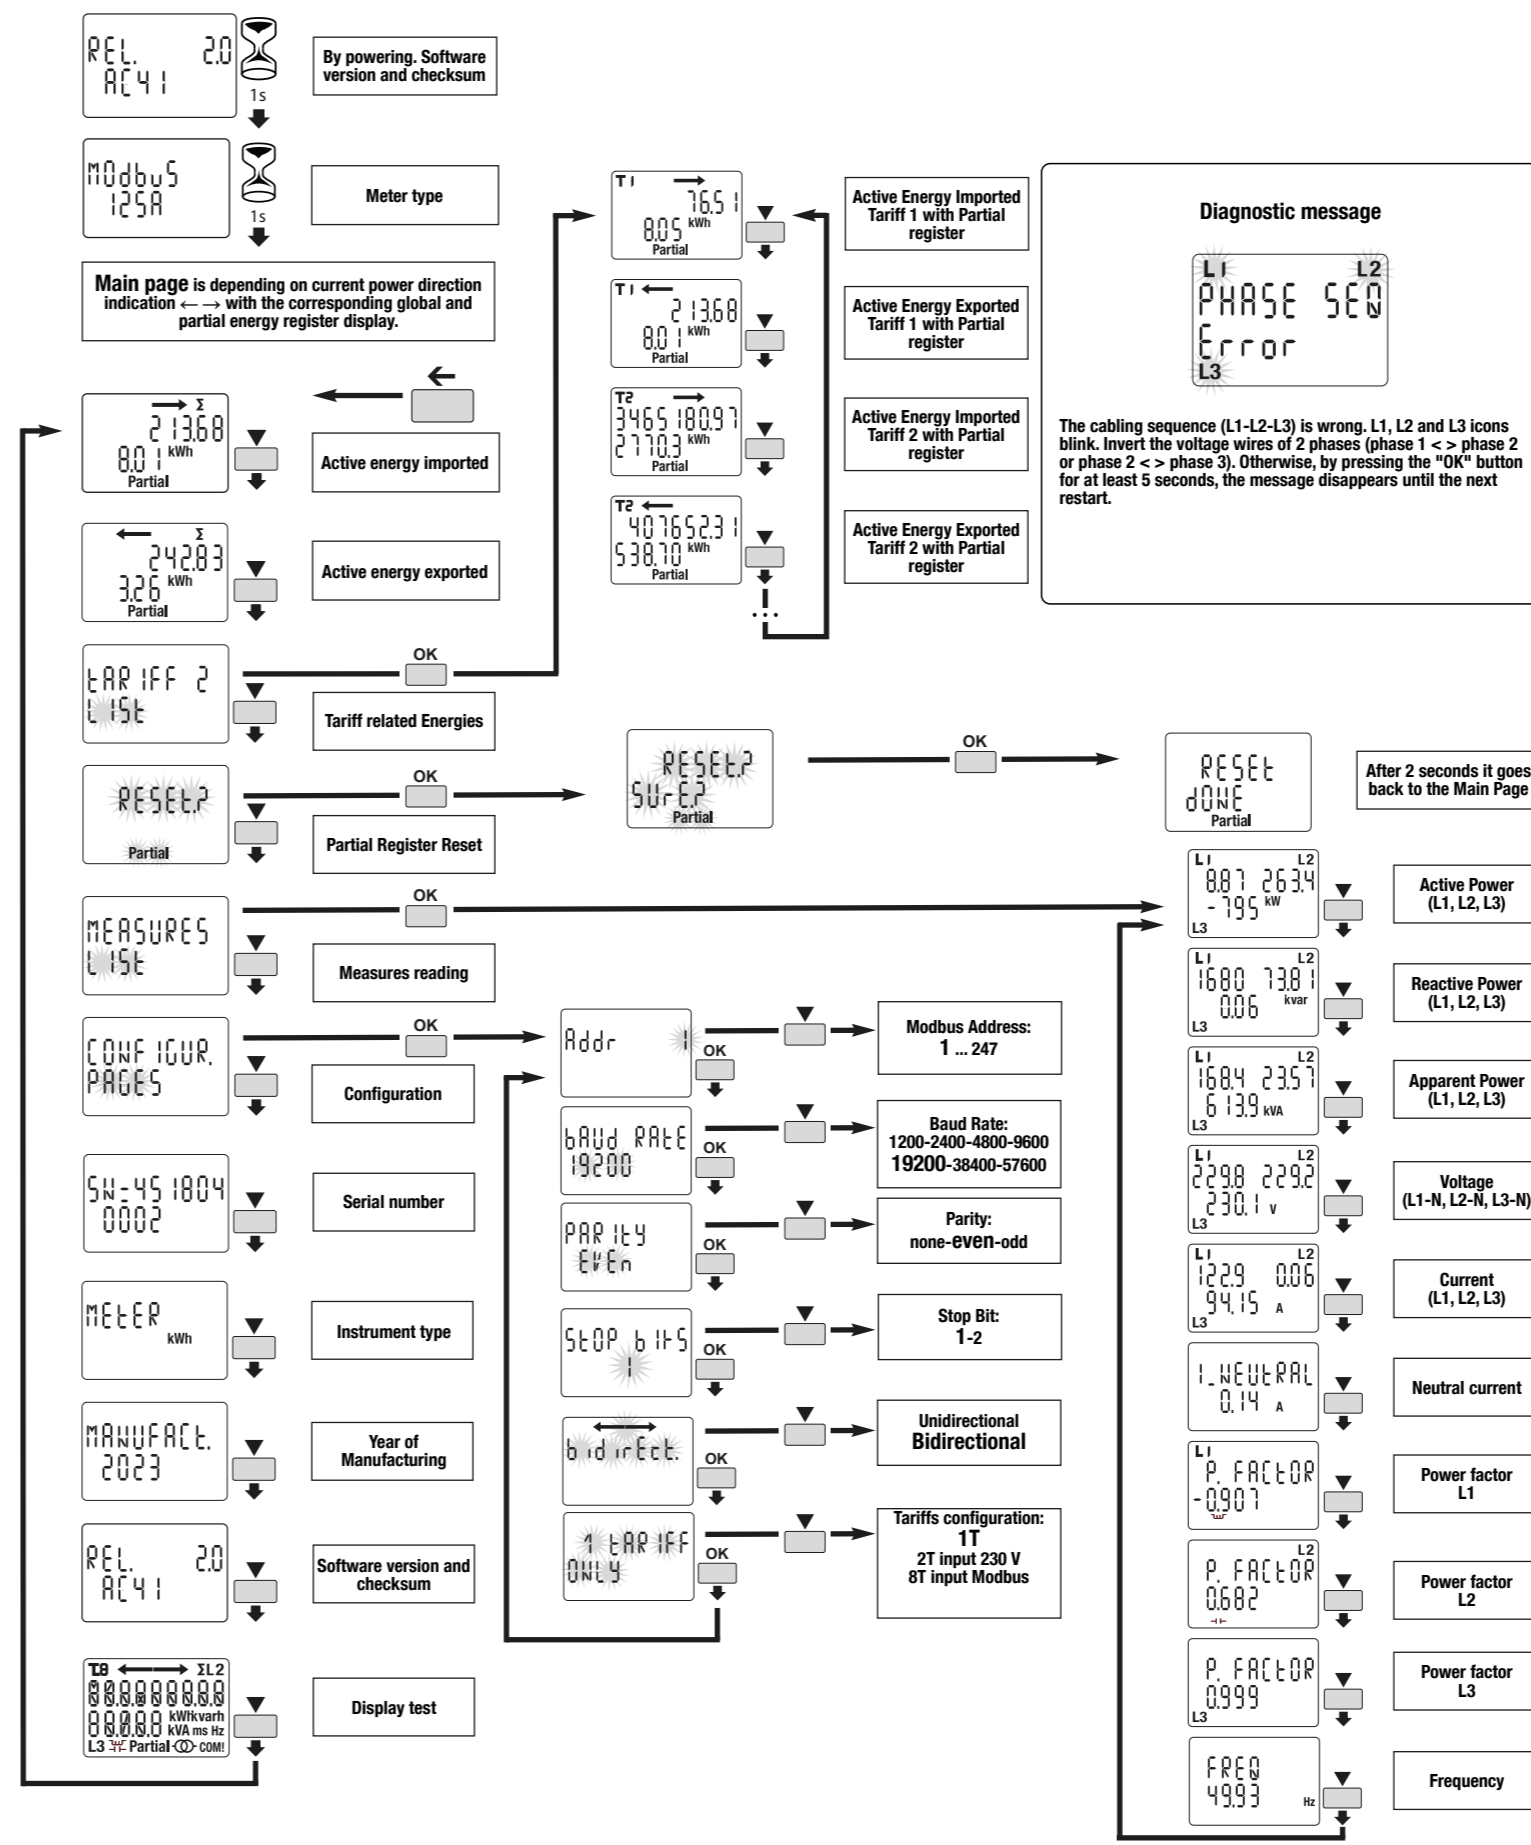 REL. 2.0
AC41
1s
By powering. Software
version and checksum
MOdbuS
125A
1s
Meter type
Main page is depending on current power direction
indication ← → with the corresponding global and
partial energy register display.
←
→ Σ
213.68
8.01 kWh
Partial
Active energy imported
← Σ
242.83
3.26 kWh
Partial
Active energy exported
tARIFF 2
LISt
OK
Tariff related Energies
RESEt.?
Partial
OK
Partial Register Reset
MEASURES
LISt
OK
Measures reading
CONFIGUR.
PAGES
OK
Configuration
SN-451804
0002
Serial number
MEtER
kWh
Instrument type
MANUFACt.
2023
Year of
Manufacturing
REL. 2.0
AC41
Software version and
checksum
ΣL2
kWhkvarh
kVA ms Hz
L3 Partial COM!
Display test
T1 →
76.51
8.05 kWh
Partial
Active Energy Imported
Tariff 1 with Partial
register
T1 ←
213.68
8.01 kWh
Partial
Active Energy Exported
Tariff 1 with Partial
register
T2 →
3465180.97
2770.3 kWh
Partial
Active Energy Imported
Tariff 2 with Partial
register
T2 ←
407652.31
538.70 kWh
Partial
Active Energy Exported
Tariff 2 with Partial
register
...
Diagnostic message
L1 L2
PHASE SEQ
Error
L3
The cabling sequence (L1-L2-L3) is wrong. L1, L2 and L3 icons
blink. Invert the voltage wires of 2 phases (phase 1 < > phase 2
or phase 2 < > phase 3). Otherwise, by pressing the "OK" button
for at least 5 seconds, the message disappears until the next
restart.
RESEt.?
SUrE.?
Partial
OK
RESEt
dONE
Partial
After 2 seconds it goes
back to the Main Page
Addr 1
OK
Modbus Address:
1 ... 247
bAUd RAtE
19200
OK
Baud Rate:
1200-2400-4800-9600
19200-38400-57600
PARItY
EVEn
OK
Parity:
none-even-odd
StOP bItS
1
OK
Stop Bit:
1-2
bidirEct.
OK
Unidirectional
Bidirectional
1 tARIFF
ONLY
OK
Tariffs configuration:
1T
2T input 230 V
8T input Modbus
L1 L2
8.87 263.4
-795 kW
L3
Active Power
(L1, L2, L3)
L1 L2
1680 73.81
0.06 kvar
L3
Reactive Power
(L1, L2, L3)
L1 L2
168.4 23.57
613.9 kVA
L3
Apparent Power
(L1, L2, L3)
L1 L2
229.8 229.2
230.1 V
L3
Voltage
(L1-N, L2-N, L3-N)
L1 L2
122.9 0.06
94.15 A
L3
Current
(L1, L2, L3)
I_NEUtRAL
0.14 A
Neutral current
L1
P. FACtOR
-0.907
Power factor
L1
L2
P. FACtOR
0.682
Power factor
L2
P. FACtOR
0.999
L3
Power factor
L3
FREQ
49.93 Hz
Frequency